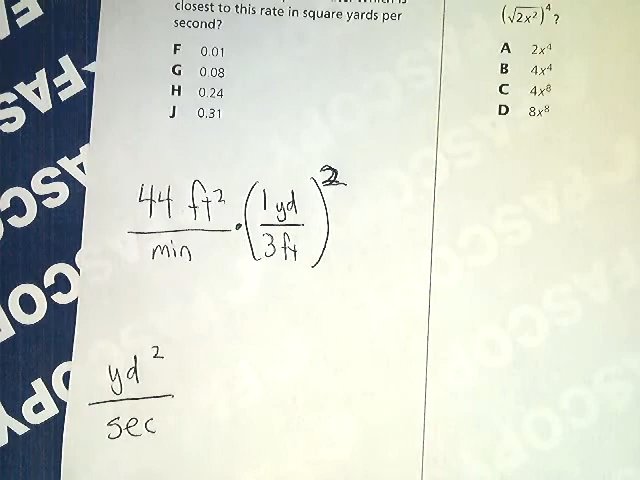 closest to this rate in square yards per
second?
F 0.01
G 0.08
H 0.24
J 0.31
(√2x²)⁴?
A 2x⁴
B 4x⁴
C 4x⁸
D 8x⁸
44 ft²/min · (1 yd/3 ft)²
yd²/sec